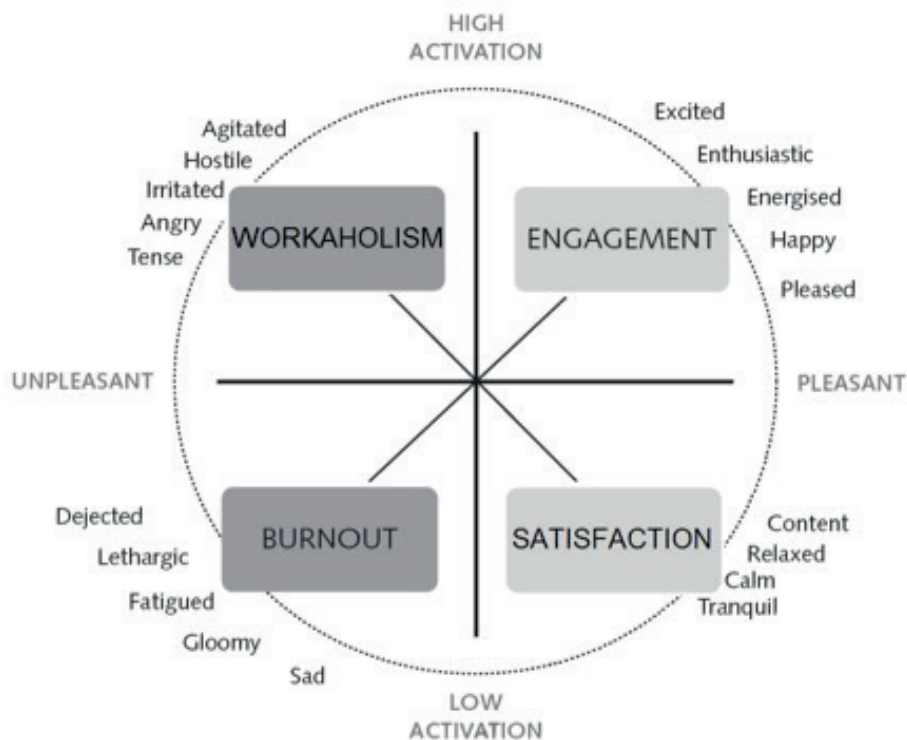 HIGH
ACTIVATION
Agitated
Hostile
Irritated
Angry
Tense
Excited
Enthusiastic
Energised
Happy
Pleased
WORKAHOLISM
ENGAGEMENT
UNPLEASANT
PLEASANT
BURNOUT
SATISFACTION
Dejected
Lethargic
Fatigued
Gloomy
Sad
Content
Relaxed
Calm
Tranquil
LOW
ACTIVATION